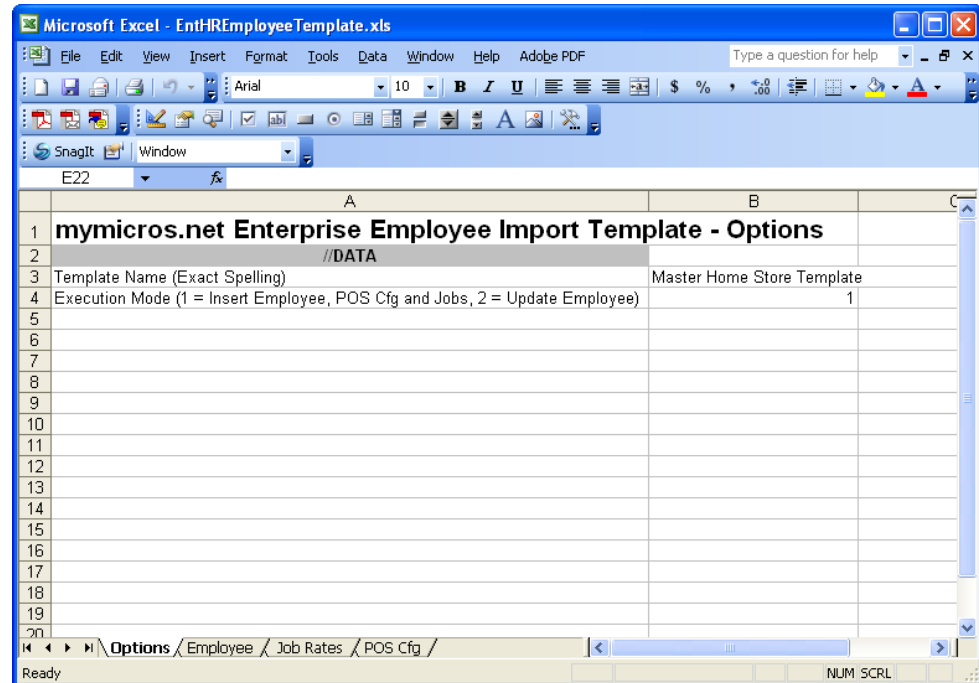 Microsoft Excel - EntHREmployeeTemplate.xls
File Edit View Insert Format Tools Data Window Help Adobe PDF Type a question for help
Arial 10 B I U $ % ,
A
SnagIt Window
E22 fx
A B C
1 mymicros.net Enterprise Employee Import Template - Options
2 //DATA
3 Template Name (Exact Spelling) Master Home Store Template
4 Execution Mode (1 = Insert Employee, POS Cfg and Jobs, 2 = Update Employee) 1
5
6
7
8
9
10
11
12
13
14
15
16
17
18
19
20
Options Employee Job Rates POS Cfg
Ready NUM SCRL